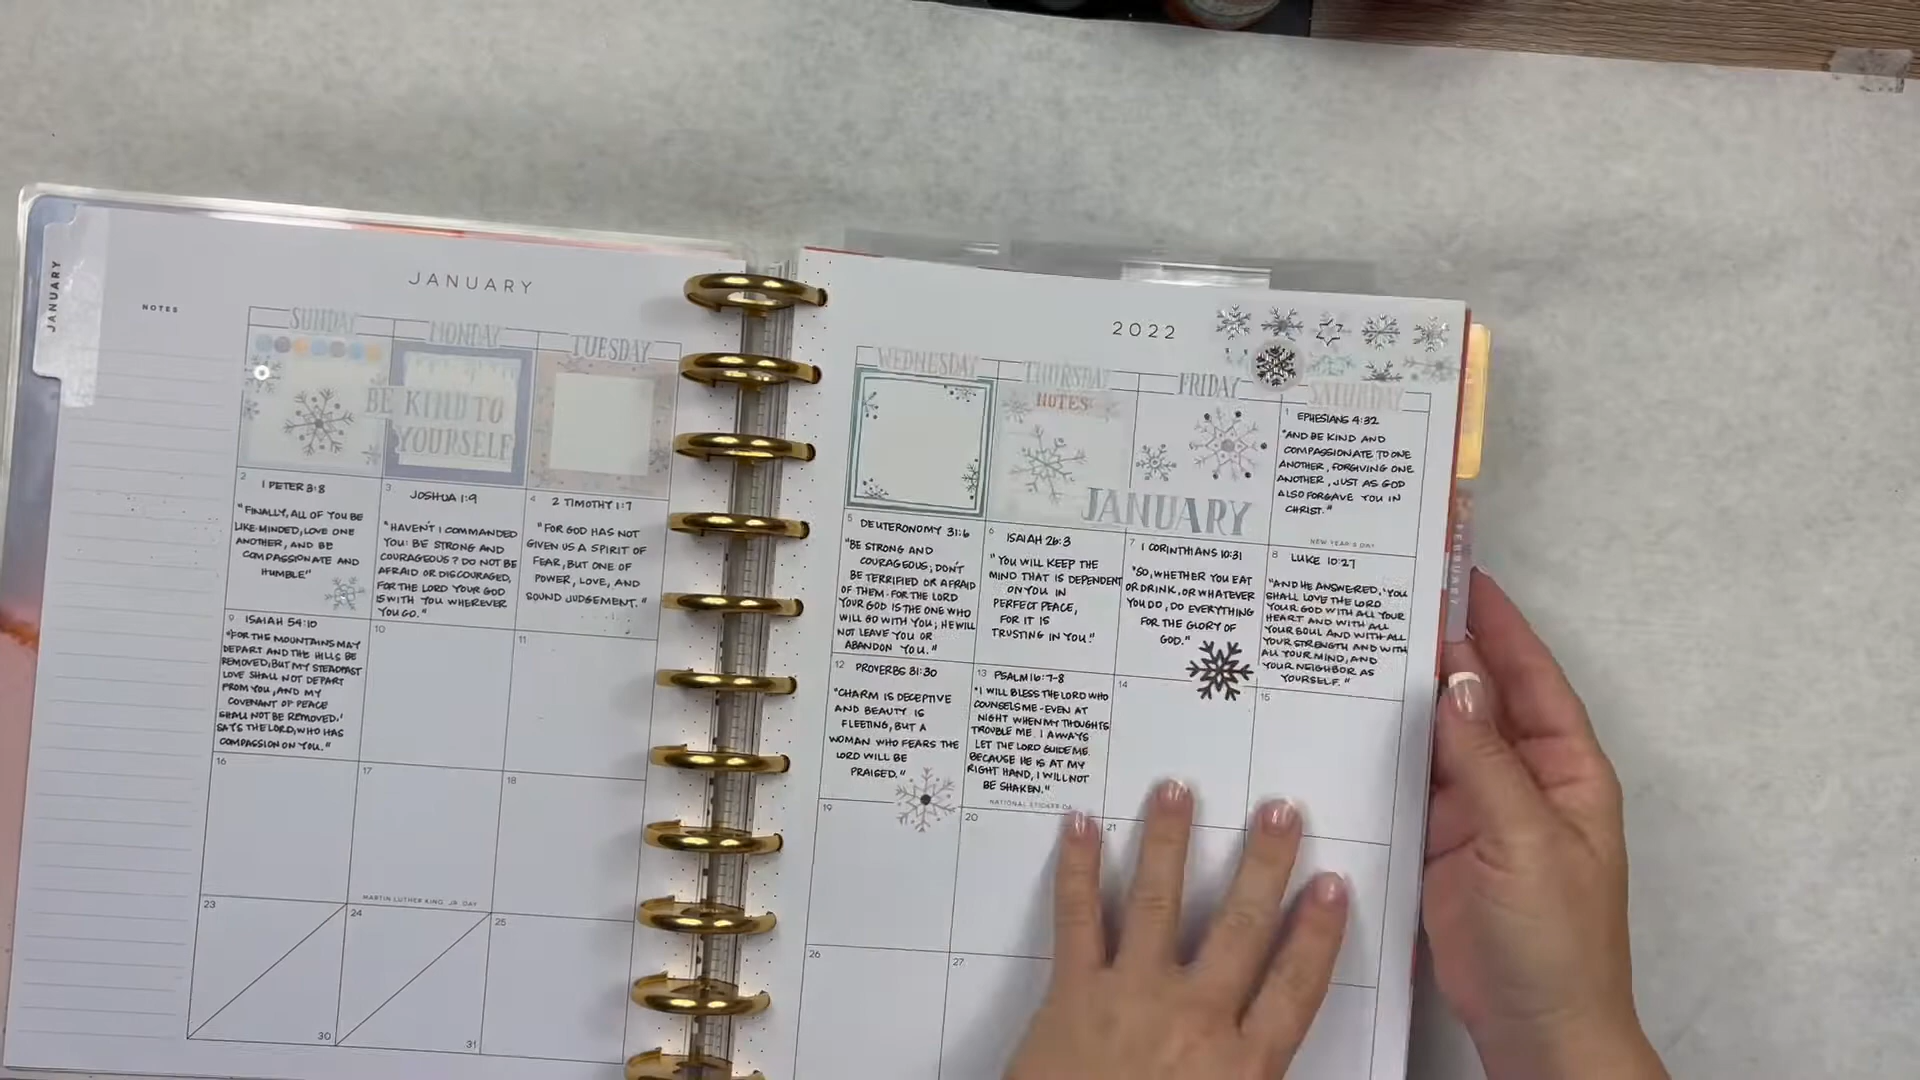 JANUARY
NOTES
JANUARY
SUNDAY
MONDAY
TUESDAY
BE KIND TO
YOURSELF
2
1 PETER 3:8
"FINALLY, ALL OF YOU BE
LIKE-MINDED, LOVE ONE
ANOTHER, AND BE
COMPASSIONATE AND
HUMBLE"
3
JOSHUA 1:9
"HAVEN'T I COMMANDED
YOU: BE STRONG AND
COURAGEOUS? DO NOT BE
AFRAID OR DISCOURAGED,
FOR THE LORD YOUR GOD
IS WITH YOU WHEREVER
YOU GO."
4
2 TIMOTHY 1:7
"FOR GOD HAS NOT
GIVEN US A SPIRIT OF
FEAR, BUT ONE OF
POWER, LOVE, AND
SOUND JUDGEMENT."
9
ISAIAH 54:10
"FOR THE MOUNTAINS MAY
DEPART AND THE HILLS BE
REMOVED, BUT MY STEADFAST
LOVE SHALL NOT DEPART
FROM YOU, AND MY
COVENANT OF PEACE
SHALL NOT BE REMOVED,'
SAYS THE LORD, WHO HAS
COMPASSION ON YOU."
10
11
16
17
MARTIN LUTHER KING JR. DAY
18
23
30
24
31
25
2022
WEDNESDAY
THURSDAY
FRIDAY
SATURDAY
NOTES
JANUARY
1
EPHESIANS 4:32
"AND BE KIND AND
COMPASSIONATE TO ONE
ANOTHER, FORGIVING ONE
ANOTHER, JUST AS GOD
ALSO FORGAVE YOU IN
CHRIST."
NEW YEAR'S DAY
5
DEUTERONOMY 31:6
"BE STRONG AND
COURAGEOUS; DON'T
BE TERRIFIED OR AFRAID
OF THEM. FOR THE LORD
YOUR GOD IS THE ONE WHO
WILL GO WITH YOU; HE WILL
NOT LEAVE YOU OR
ABANDON YOU."
6
ISAIAH 26:3
"YOU WILL KEEP THE
MIND THAT IS DEPENDENT
ON YOU IN
PERFECT PEACE,
FOR IT IS
TRUSTING IN YOU."
7
1 CORINTHIANS 10:31
"SO, WHETHER YOU EAT
OR DRINK, OR WHATEVER
YOU DO, DO EVERYTHING
FOR THE GLORY OF
GOD."
8
LUKE 10:27
"AND HE ANSWERED, 'YOU
SHALL LOVE THE LORD
YOUR GOD WITH ALL YOUR
HEART AND WITH ALL
YOUR SOUL AND WITH ALL
YOUR STRENGTH AND WITH
ALL YOUR MIND, AND
YOUR NEIGHBOR AS
YOURSELF."
12
PROVERBS 31:30
"CHARM IS DECEPTIVE
AND BEAUTY IS
FLEETING, BUT A
WOMAN WHO FEARS THE
LORD WILL BE
PRAISED."
13
PSALM 16:7-8
"I WILL BLESS THE LORD WHO
COUNSELS ME - EVEN AT
NIGHT WHEN MY THOUGHTS
TROUBLE ME. I ALWAYS
LET THE LORD GUIDE ME.
BECAUSE HE IS AT MY
RIGHT HAND, I WILL NOT
BE SHAKEN."
NATIONAL STICKER DA
14
15
19
20
21
26
27
FEBRUARY